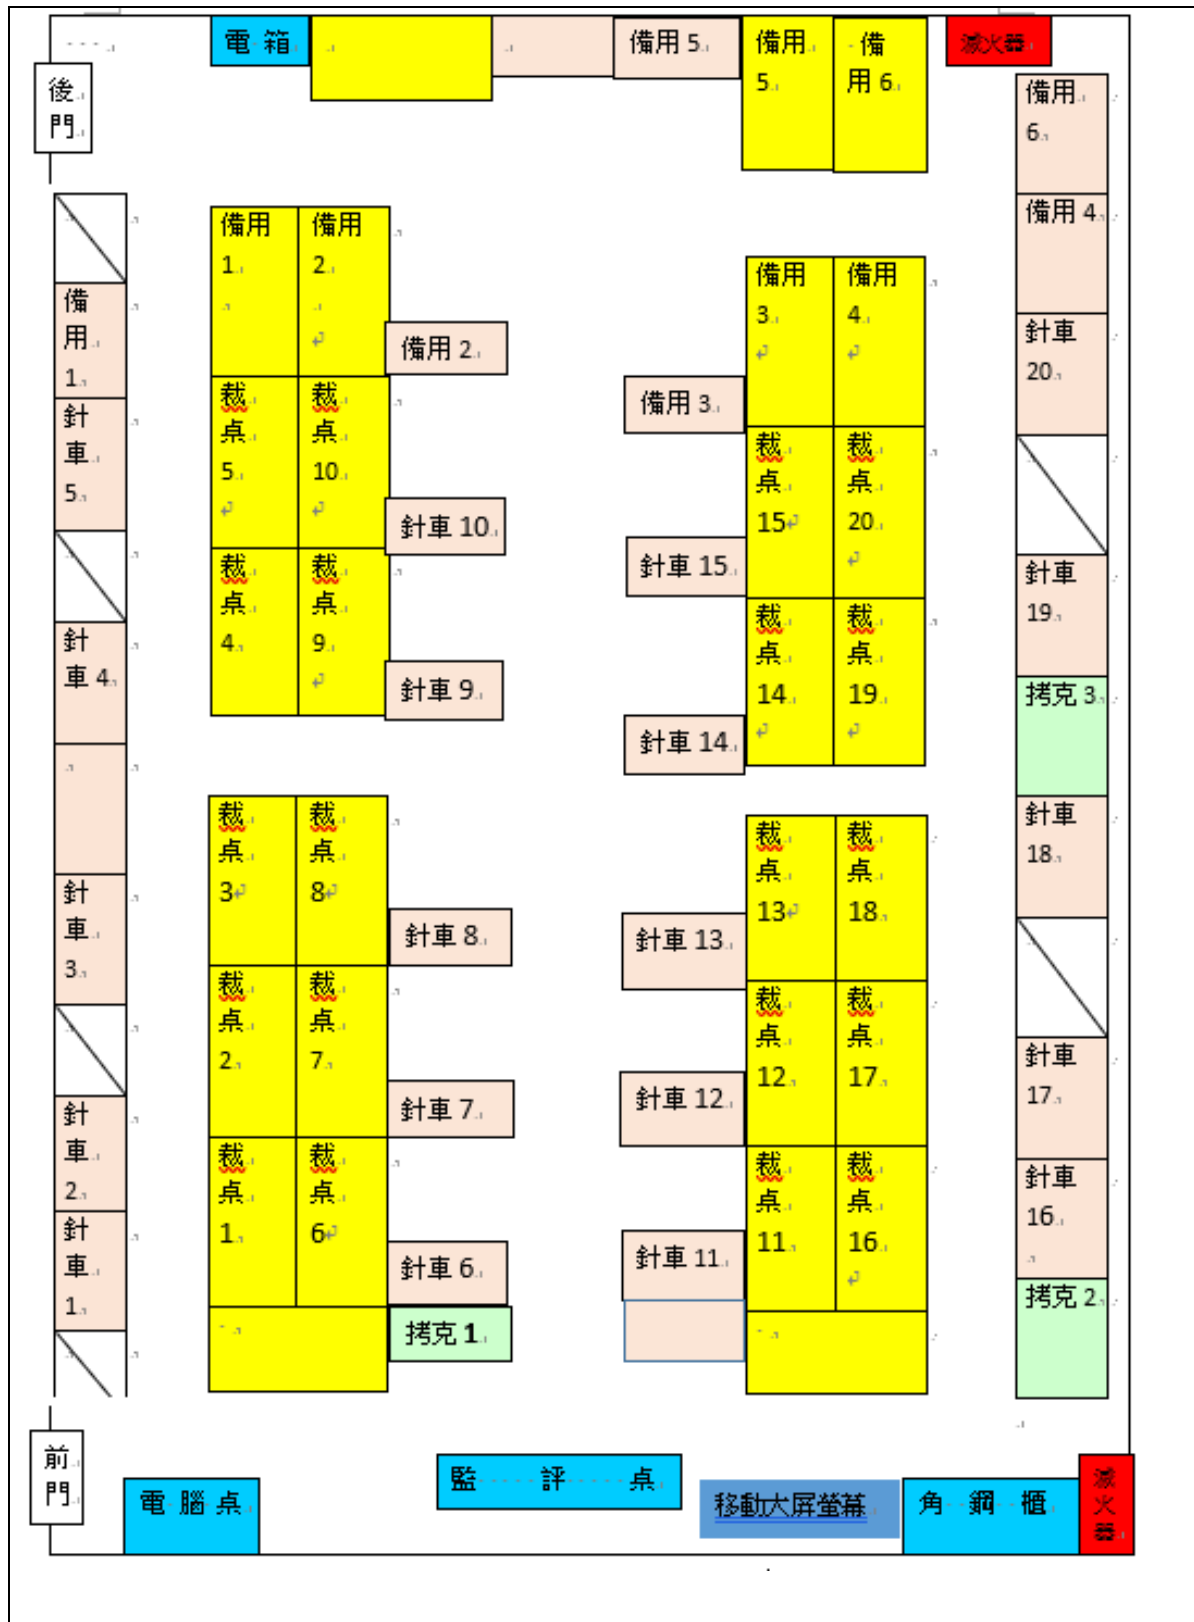 電 箱
備用 5
備用
5
備
用 6
滅火器
後
門
備用
6
備用 4
針車
20
針車
19
拷克 3
針車
18
針車
17
針車
16
拷克 2
備
用
1
針
車
5
針
車 4
針
車
3
針
車
2
針
車
1
備用
1
備用
2
備用 2
裁
桌
5
裁
桌
10
針車 10
裁
桌
4
裁
桌
9
針車 9
裁
桌
3
裁
桌
8
針車 8
裁
桌
2
裁
桌
7
針車 7
裁
桌
1
裁
桌
6
針車 6
拷克 1
備用
3
備用
4
備用 3
裁
桌
15
裁
桌
20
針車 15
裁
桌
14
裁
桌
19
針車 14
裁
桌
13
裁
桌
18
針車 13
裁
桌
12
裁
桌
17
針車 12
裁
桌
11
裁
桌
16
針車 11
前
門
電 腦 桌
監 評 桌
移動大屏螢幕
角 鋼 櫃
滅
火
器